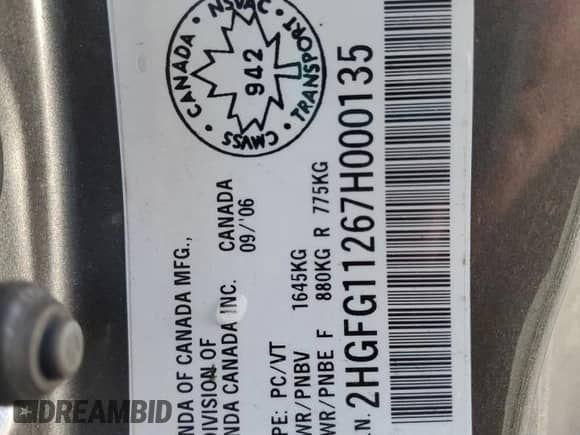 CMVSS · CANADA · NSVAC
TRANSPORT
942
NDA OF CANADA MFG.,
DIVISION OF
NDA CANADA INC. CANADA
09/'06
PE: PC/VT
WR/PNBV 1645KG
WR/PNBE F 880KG R 775KG
.N. 2HGFG11267H000135
DREAMBID